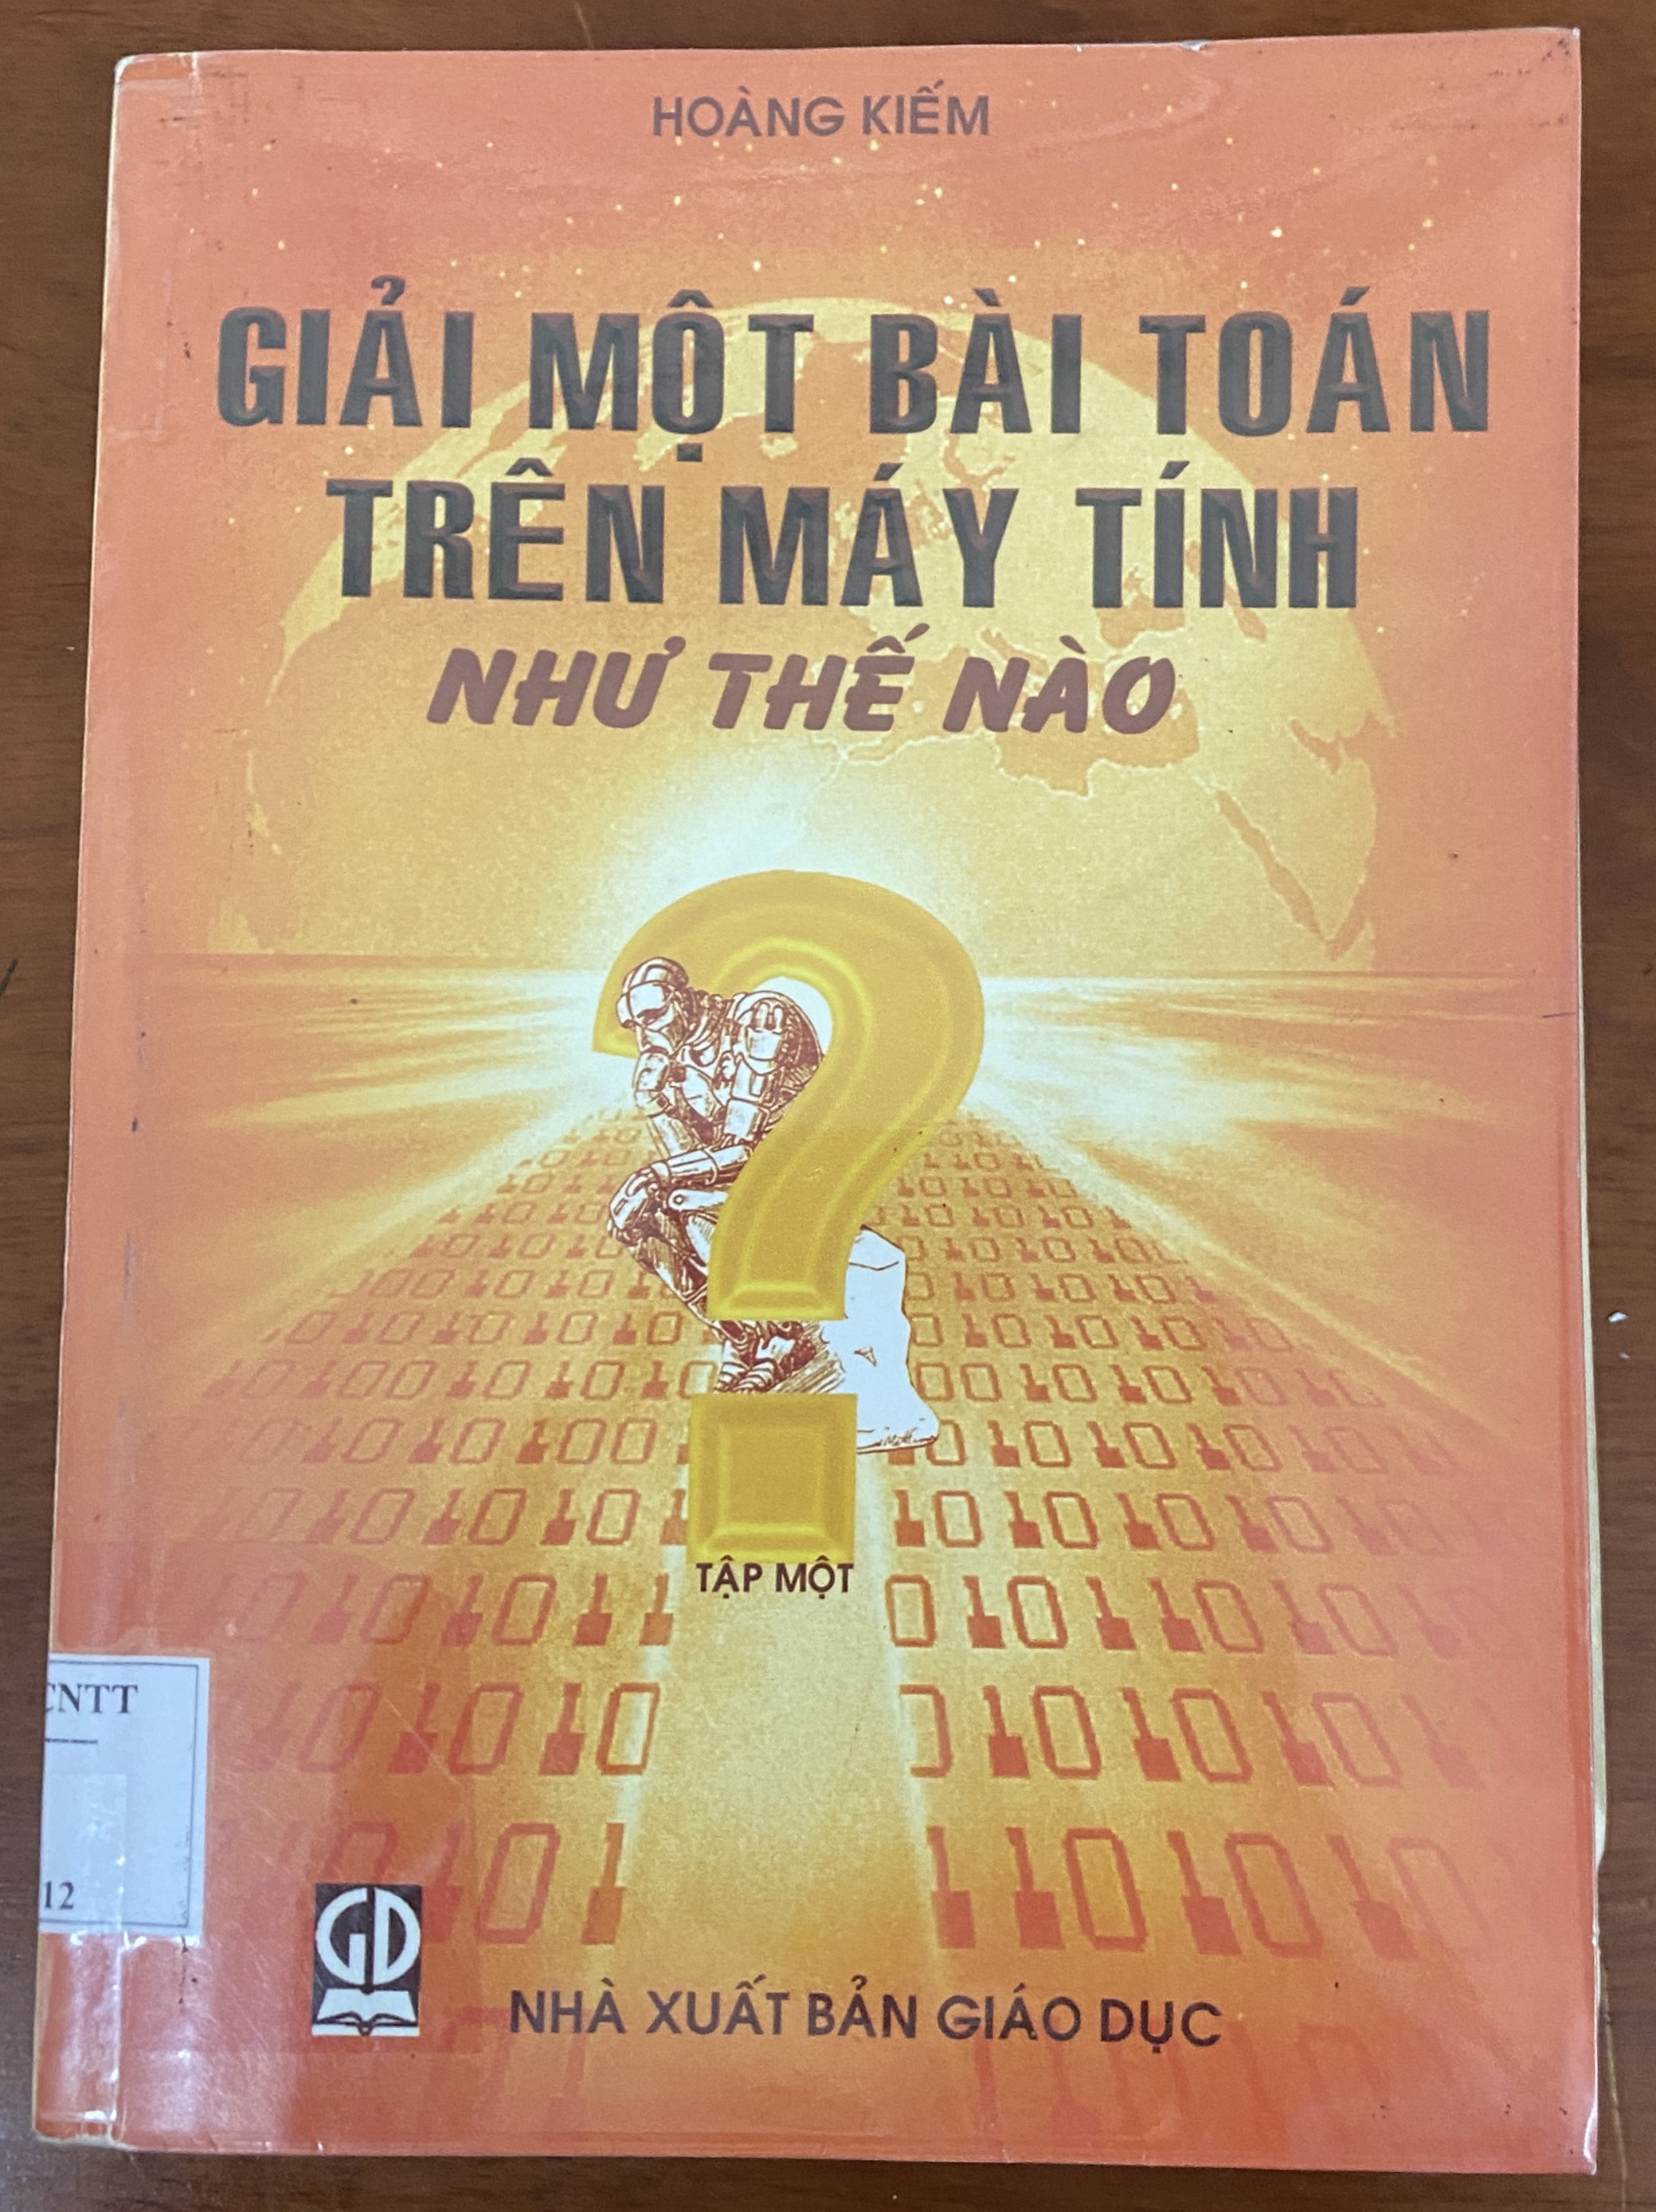 HOÀNG KIẾM
GIẢI MỘT BÀI TOÁN
TRÊN MÁY TÍNH
NHƯ THẾ NÀO
TẬP MỘT
CNTT
12
GD
NHÀ XUẤT BẢN GIÁO DỤC